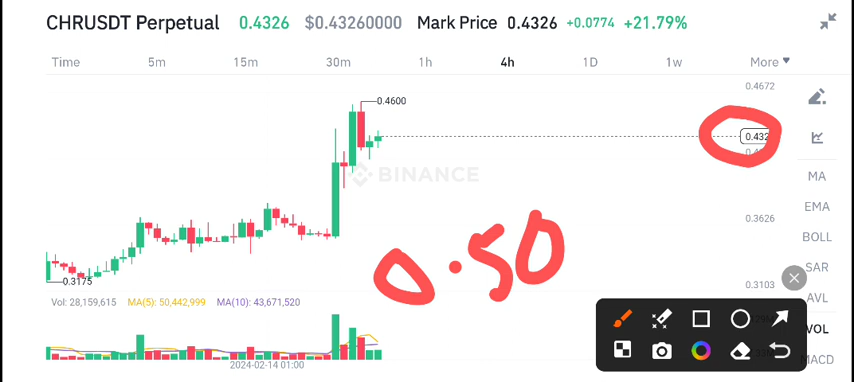 CHRUSDT Perpetual 0.4326 $0.43260000 Mark Price 0.4326 +0.0774 +21.79%
Time 5m 15m 30m 1h 4h 1D 1w More
0.4672
0.4600
0.432
MA
BINANCE
EMA
0.3626
BOLL
0.50
SAR
0.3175
0.3103
AVL
Vol: 28,159,615 MA(5): 50,442,999 MA(10): 43,671,520
VOL
MACD
2024-02-14 01:00